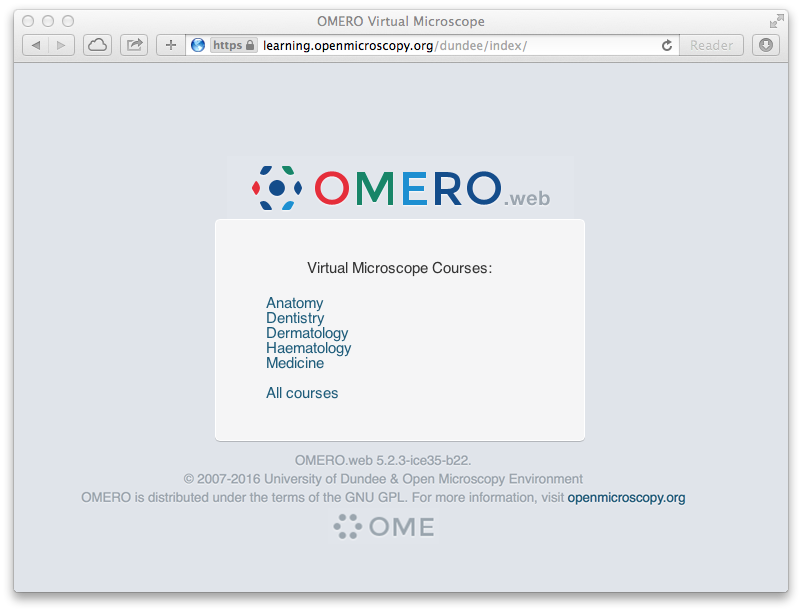 OMERO Virtual Microscope
https learning.openmicroscopy.org/dundee/index/ Reader
OMERO.web
Virtual Microscope Courses:
Anatomy
Dentistry
Dermatology
Haematology
Medicine
All courses
OMERO.web 5.2.3-ice35-b22.
© 2007-2016 University of Dundee & Open Microscopy Environment
OMERO is distributed under the terms of the GNU GPL. For more information, visit openmicroscopy.org
OME